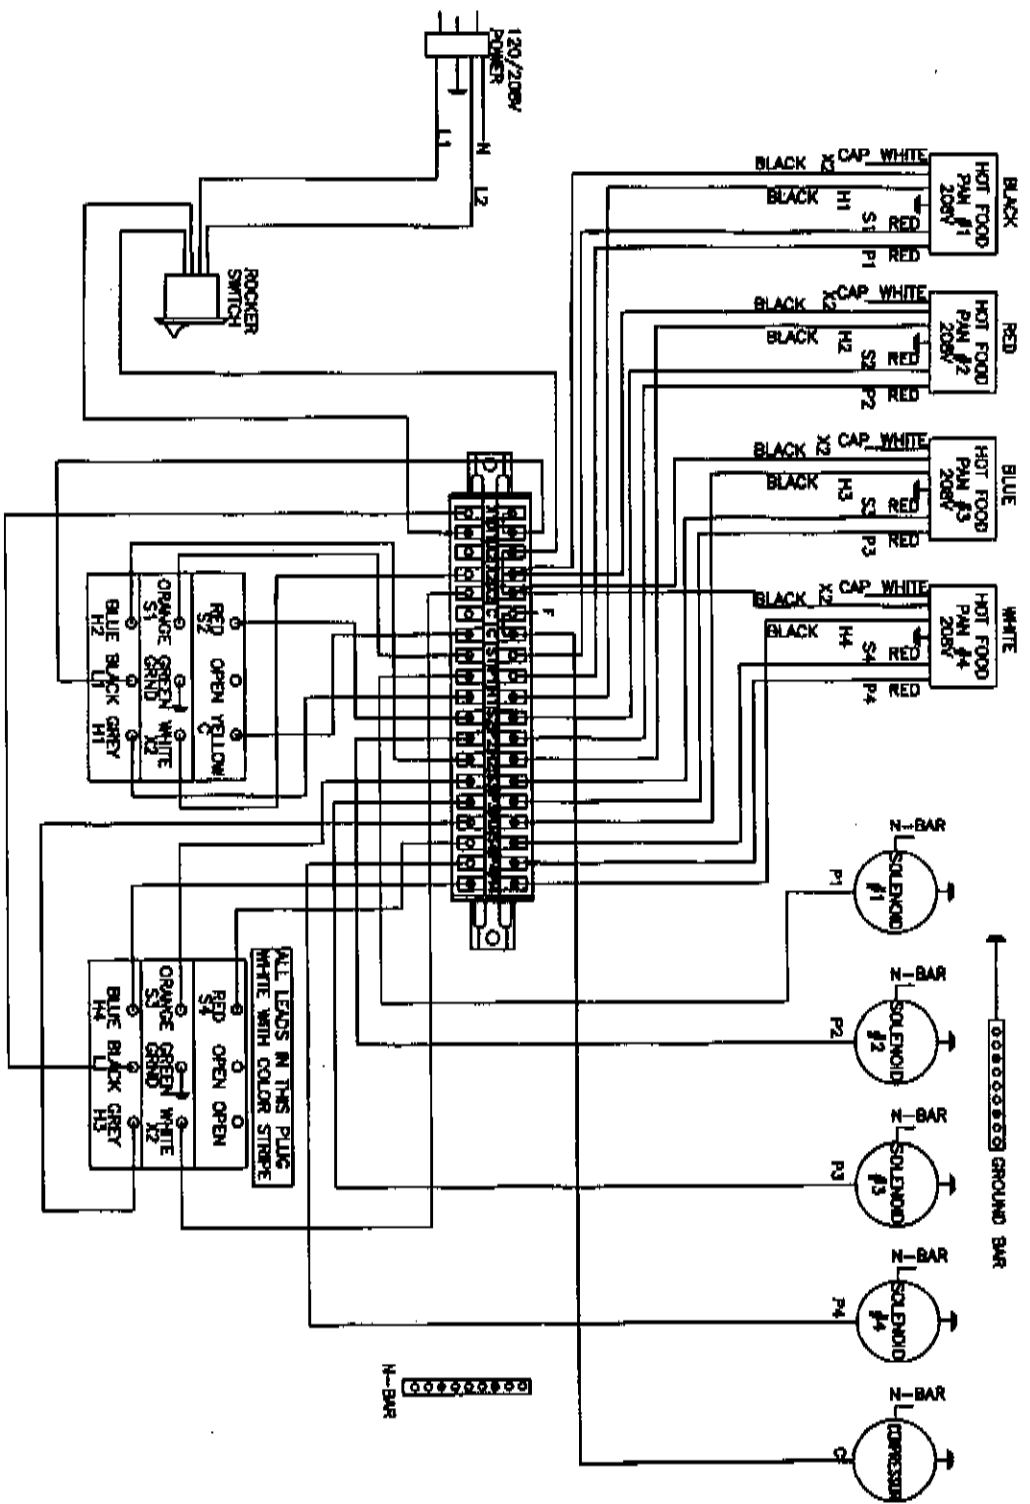 120/208V
POWER
L1
N
L2
ROCKER
SWITCH
BLACK
HOT FOOD
PAN #1
208V
CAP WHITE
X2
BLACK
BLACK
H1
S1 RED
P1 RED
RED
HOT FOOD
PAN #2
208V
CAP WHITE
X2
BLACK
BLACK
H2
S2 RED
P2 RED
BLUE
HOT FOOD
PAN #3
208V
CAP WHITE
X2
BLACK
BLACK
H3
S3 RED
P3 RED
WHITE
HOT FOOD
PAN #4
208V
CAP WHITE
X2
BLACK
BLACK
H4
S4 RED
P4 RED
F
RED OPEN YELLOW
S2 C
ORANGE GREEN WHITE
S1 GRND X2
BLUE BLACK GREY
H2 L1 H1
ALL LEADS IN THIS PLUG
WHITE WITH COLOR STRIPE
RED OPEN OPEN
S4
ORANGE GREEN WHITE
S3 GRND X2
BLUE BLACK GREY
H4 L1 H3
N-BAR
SOLENOID
#1
P1
N-BAR
SOLENOID
#2
P2
N-BAR
SOLENOID
#3
P3
N-BAR
SOLENOID
#4
P4
N-BAR
COMPRESSOR
C
GROUND BAR
N-BAR